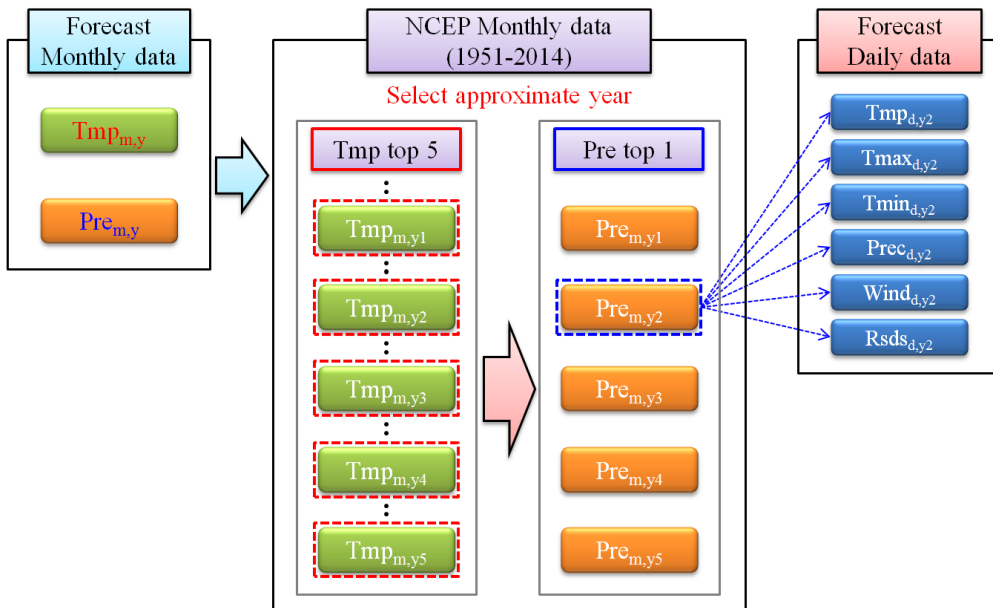 Forecast
Monthly data
Tmpm,y
Prem,y
NCEP Monthly data
(1951-2014)
Select approximate year
Tmp top 5
Tmpm,y1
Tmpm,y2
Tmpm,y3
Tmpm,y4
Tmpm,y5
Pre top 1
Prem,y1
Prem,y2
Prem,y3
Prem,y4
Prem,y5
Forecast
Daily data
Tmpd,y2
Tmaxd,y2
Tmind,y2
Precd,y2
Windd,y2
Rsdsd,y2